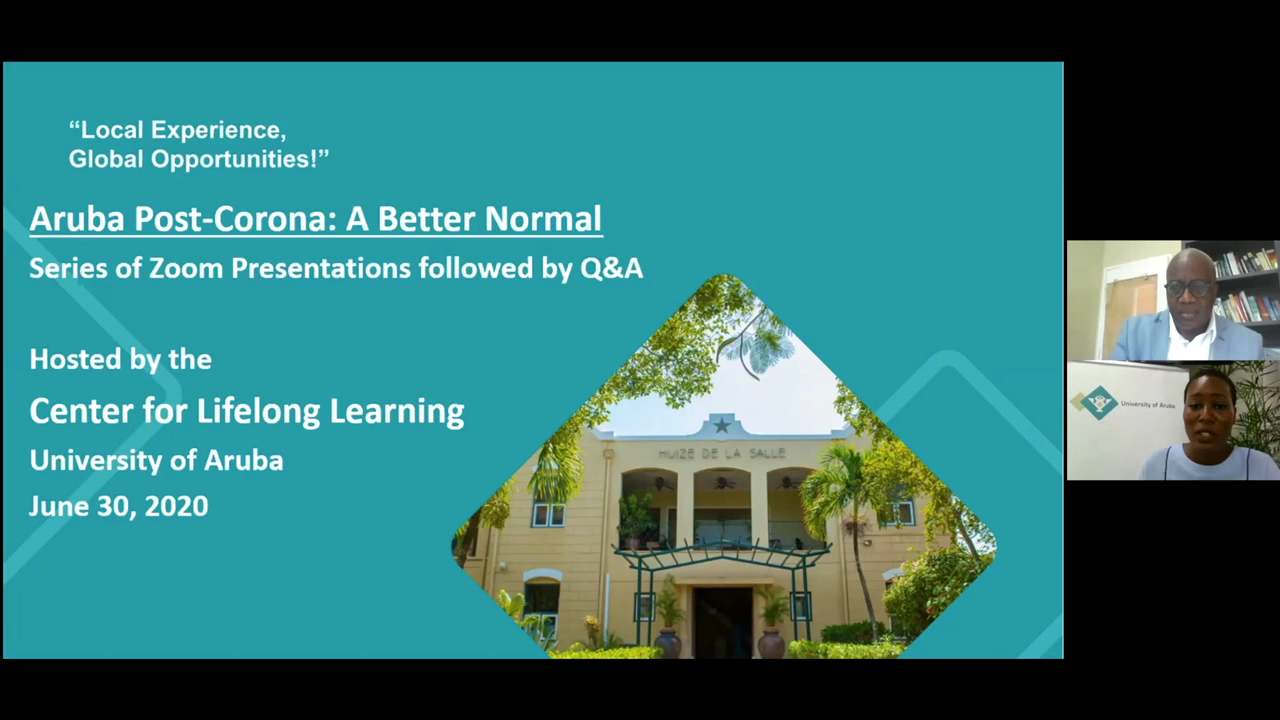 “Local Experience,
Global Opportunities!”
Aruba Post-Corona: A Better Normal
Series of Zoom Presentations followed by Q&A
Hosted by the
Center for Lifelong Learning
University of Aruba
June 30, 2020
HUIZE DE LA SALLE
University of Aruba